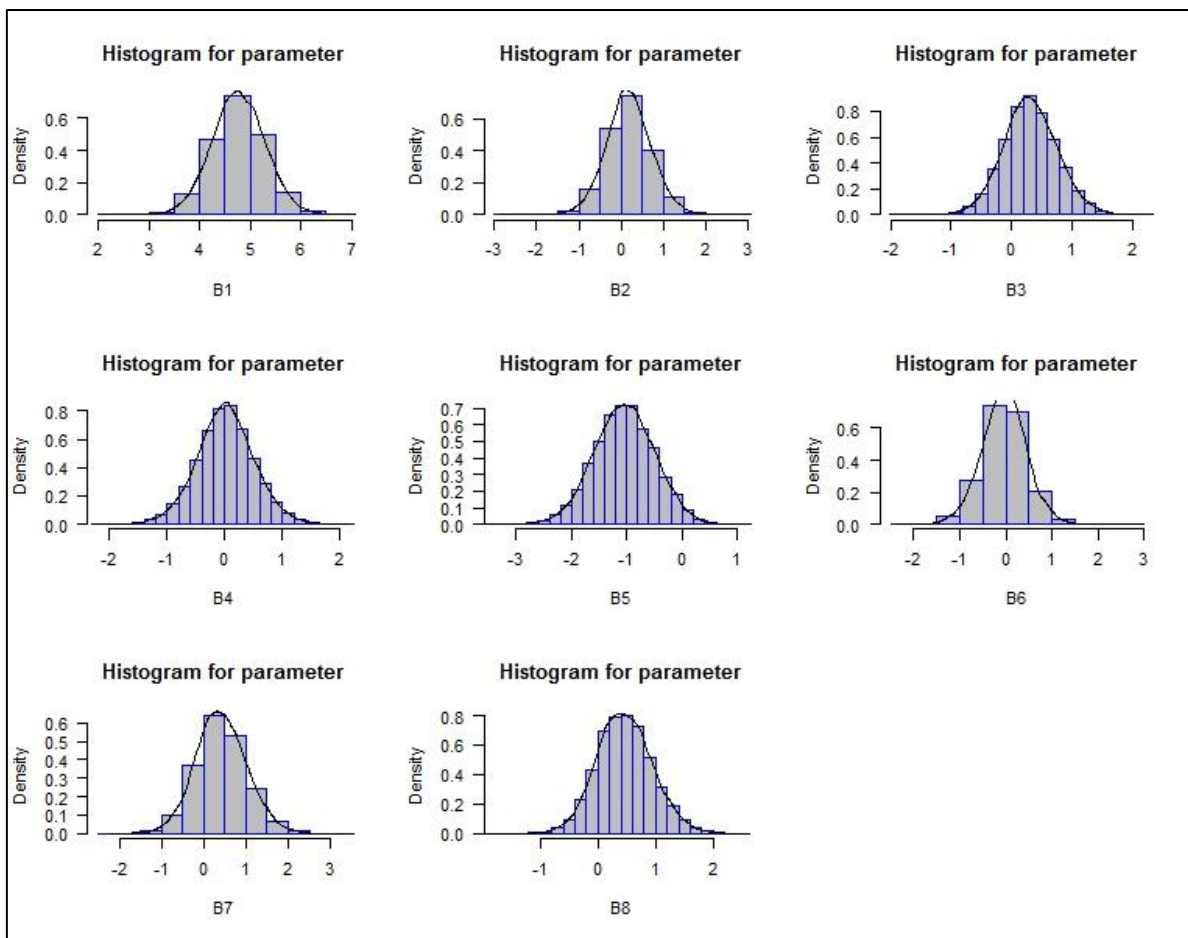 Histogram for parameter
Density
0.6
0.4
0.2
0.0
2 3 4 5 6 7
B1
Histogram for parameter
Density
0.6
0.4
0.2
0.0
-3 -2 -1 0 1 2 3
B2
Histogram for parameter
Density
0.8
0.6
0.4
0.2
0.0
-2 -1 0 1 2
B3
Histogram for parameter
Density
0.8
0.6
0.4
0.2
0.0
-2 -1 0 1 2
B4
Histogram for parameter
Density
0.7
0.6
0.5
0.4
0.3
0.2
0.1
0.0
-3 -2 -1 0 1
B5
Histogram for parameter
Density
0.6
0.4
0.2
0.0
-2 -1 0 1 2 3
B6
Histogram for parameter
Density
0.6
0.5
0.4
0.3
0.2
0.1
0.0
-2 -1 0 1 2 3
B7
Histogram for parameter
Density
0.8
0.6
0.4
0.2
0.0
-1 0 1 2
B8